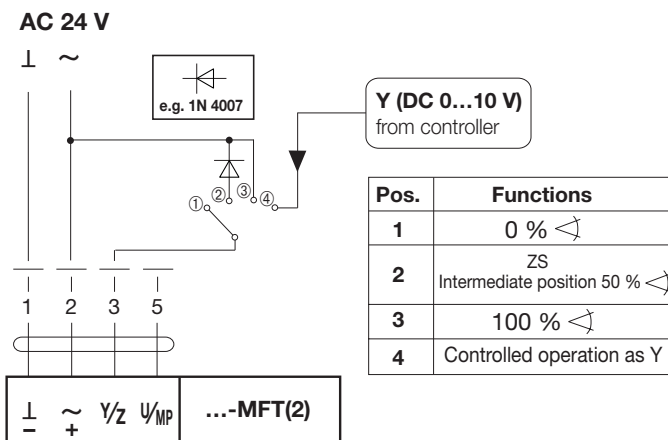 AC 24 V
⊥ ~
e.g. 1N 4007
Y (DC 0...10 V)
from controller
① ② ③ ④
Pos. Functions
1 0 %
2 ZS
Intermediate position 50 %
3 100 %
4 Controlled operation as Y
1 2 3 5
⊥ ~ Y/Z U/MP ...-MFT(2)
– +